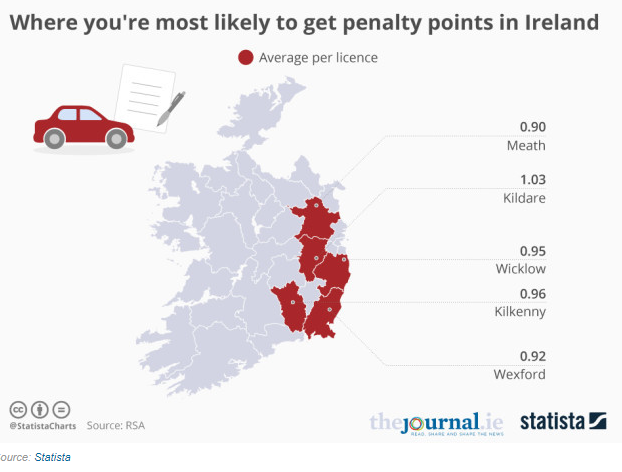 Where you're most likely to get penalty points in Ireland
Average per licence
0.90
Meath
1.03
Kildare
0.95
Wicklow
0.96
Kilkenny
0.92
Wexford
@StatistaCharts Source: RSA
thejournal.ie
READ, SHARE AND SHAPE THE NEWS
statista
ource: Statista